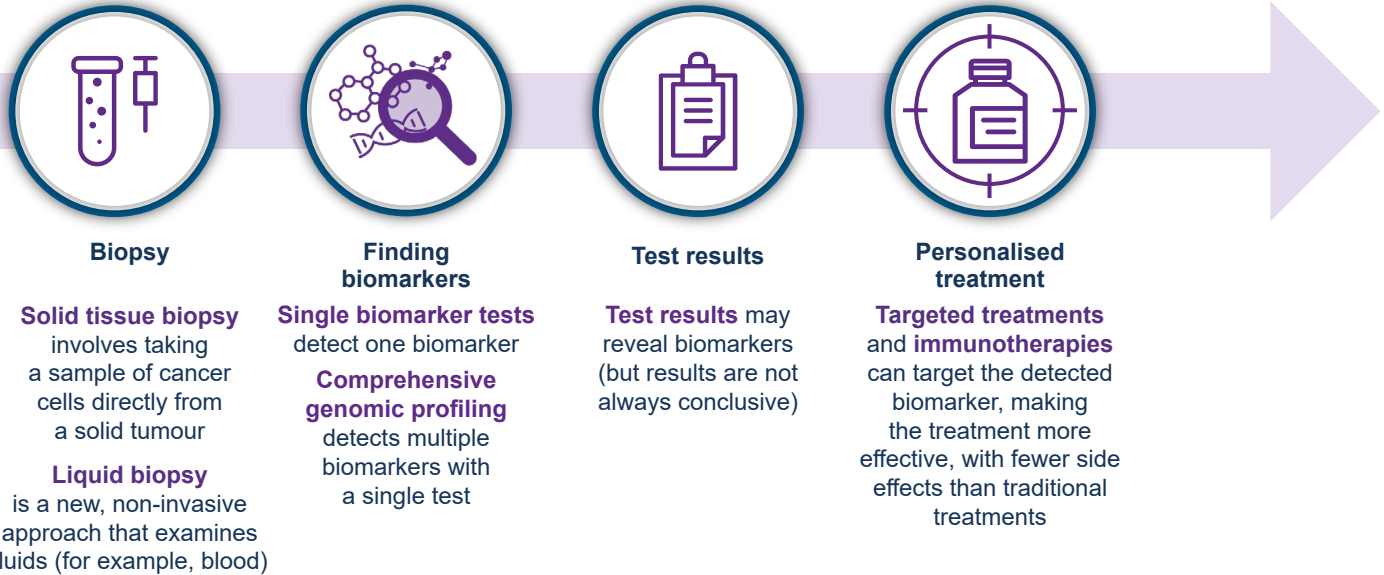 Biopsy
Solid tissue biopsy
involves taking
a sample of cancer
cells directly from
a solid tumour
Liquid biopsy
is a new, non-invasive
approach that examines
luids (for example, blood)
Finding
biomarkers
Single biomarker tests
detect one biomarker
Comprehensive
genomic profiling
detects multiple
biomarkers with
a single test
Test results
Test results may
reveal biomarkers
(but results are not
always conclusive)
Personalised
treatment
Targeted treatments
and immunotherapies
can target the detected
biomarker, making
the treatment more
effective, with fewer side
effects than traditional
treatments